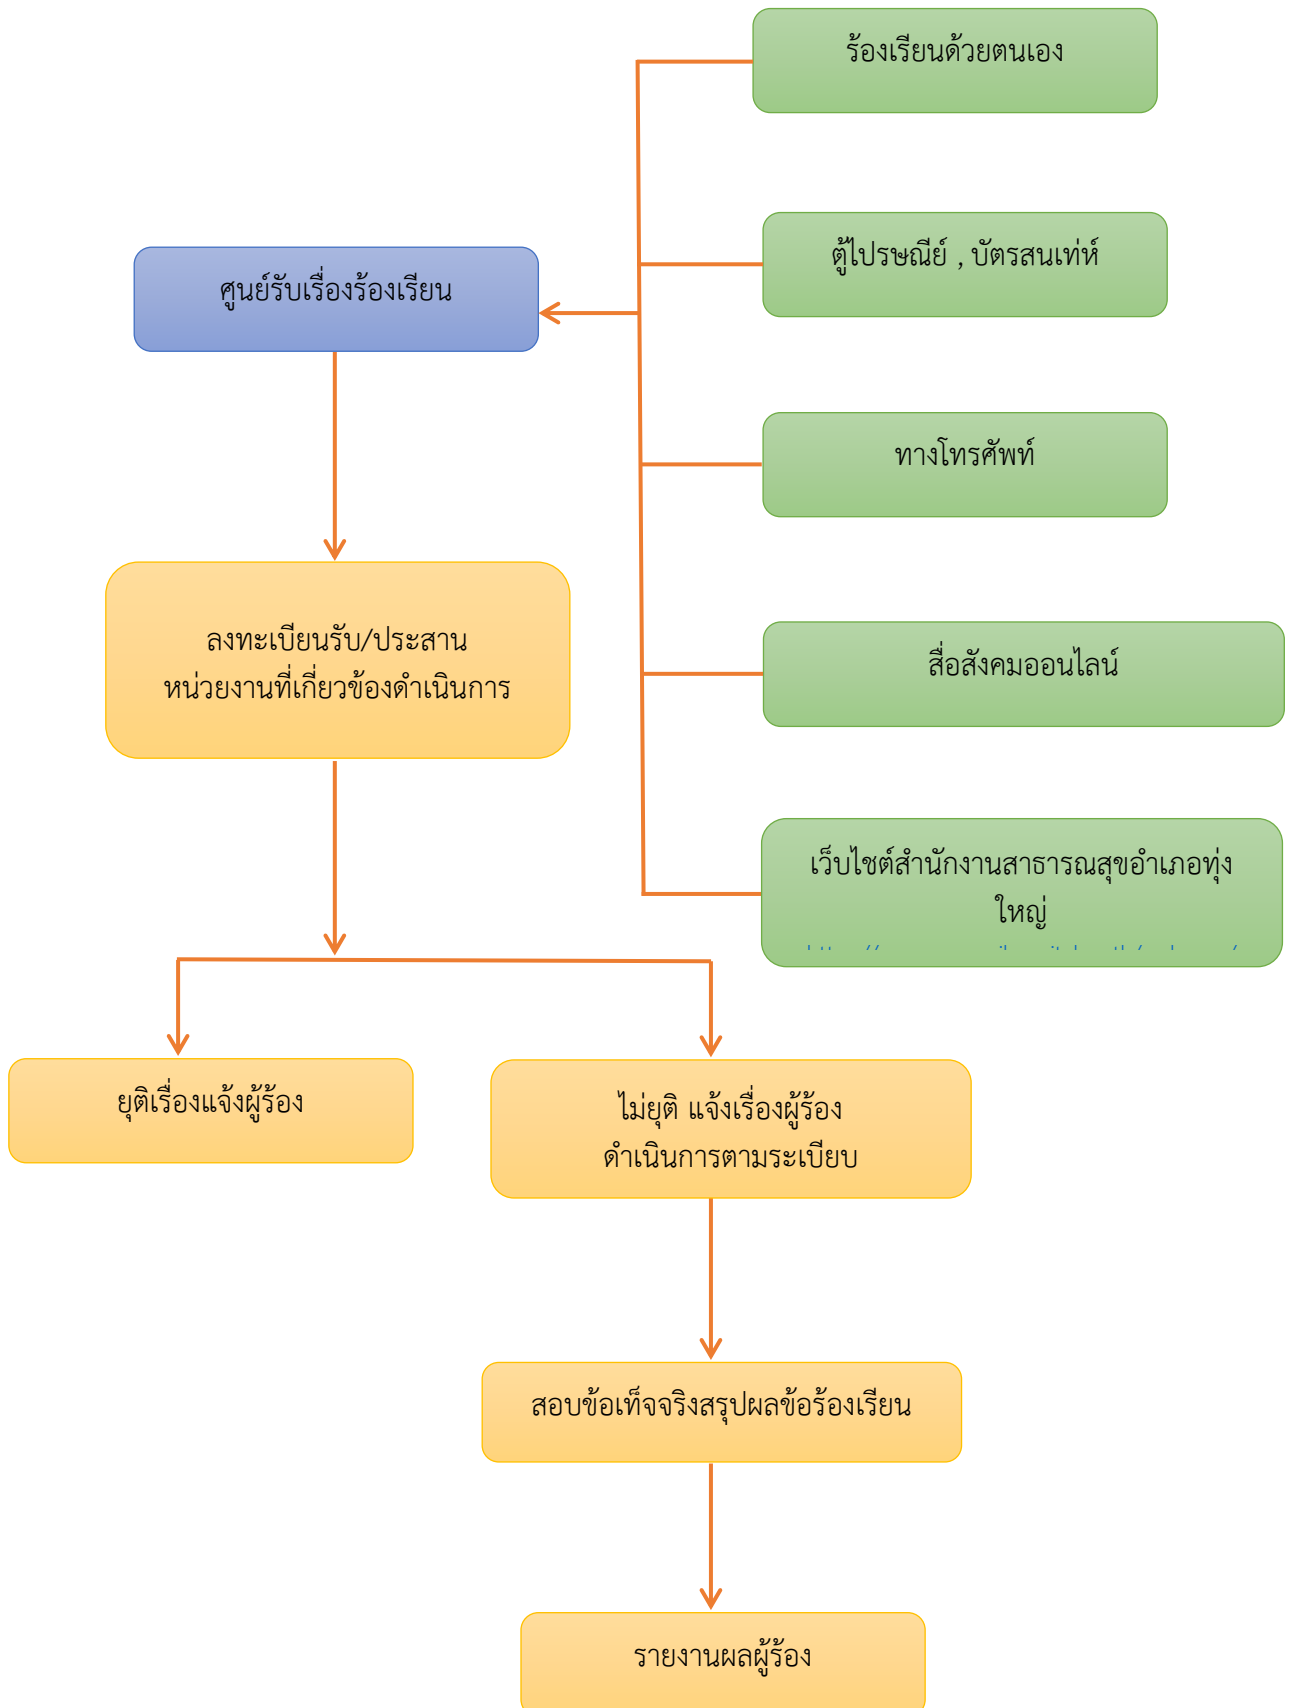 ร้องเรียนด้วยตนเอง
ตู้ไปรษณีย์ , บัตรสนเท่ห์
ศูนย์รับเรื่องร้องเรียน
ทางโทรศัพท์
ลงทะเบียนรับ/ประสาน
หน่วยงานที่เกี่ยวข้องดำเนินการ
สื่อสังคมออนไลน์
เว็บไซต์สำนักงานสาธารณสุขอำเภอทุ่ง
ใหญ่
ยุติเรื่องแจ้งผู้ร้อง
ไม่ยุติ แจ้งเรื่องผู้ร้อง
ดำเนินการตามระเบียบ
สอบข้อเท็จจริงสรุปผลข้อร้องเรียน
รายงานผลผู้ร้อง